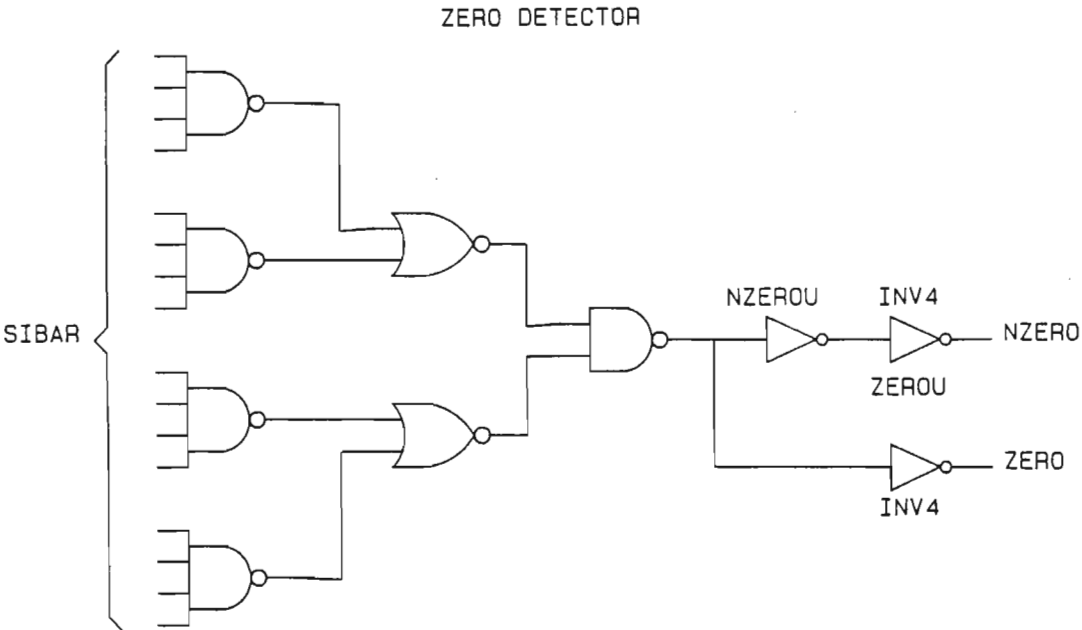 ZERO DETECTOR
SIBAR
NZEROU
INV4
NZERO
ZEROU
ZERO
INV4